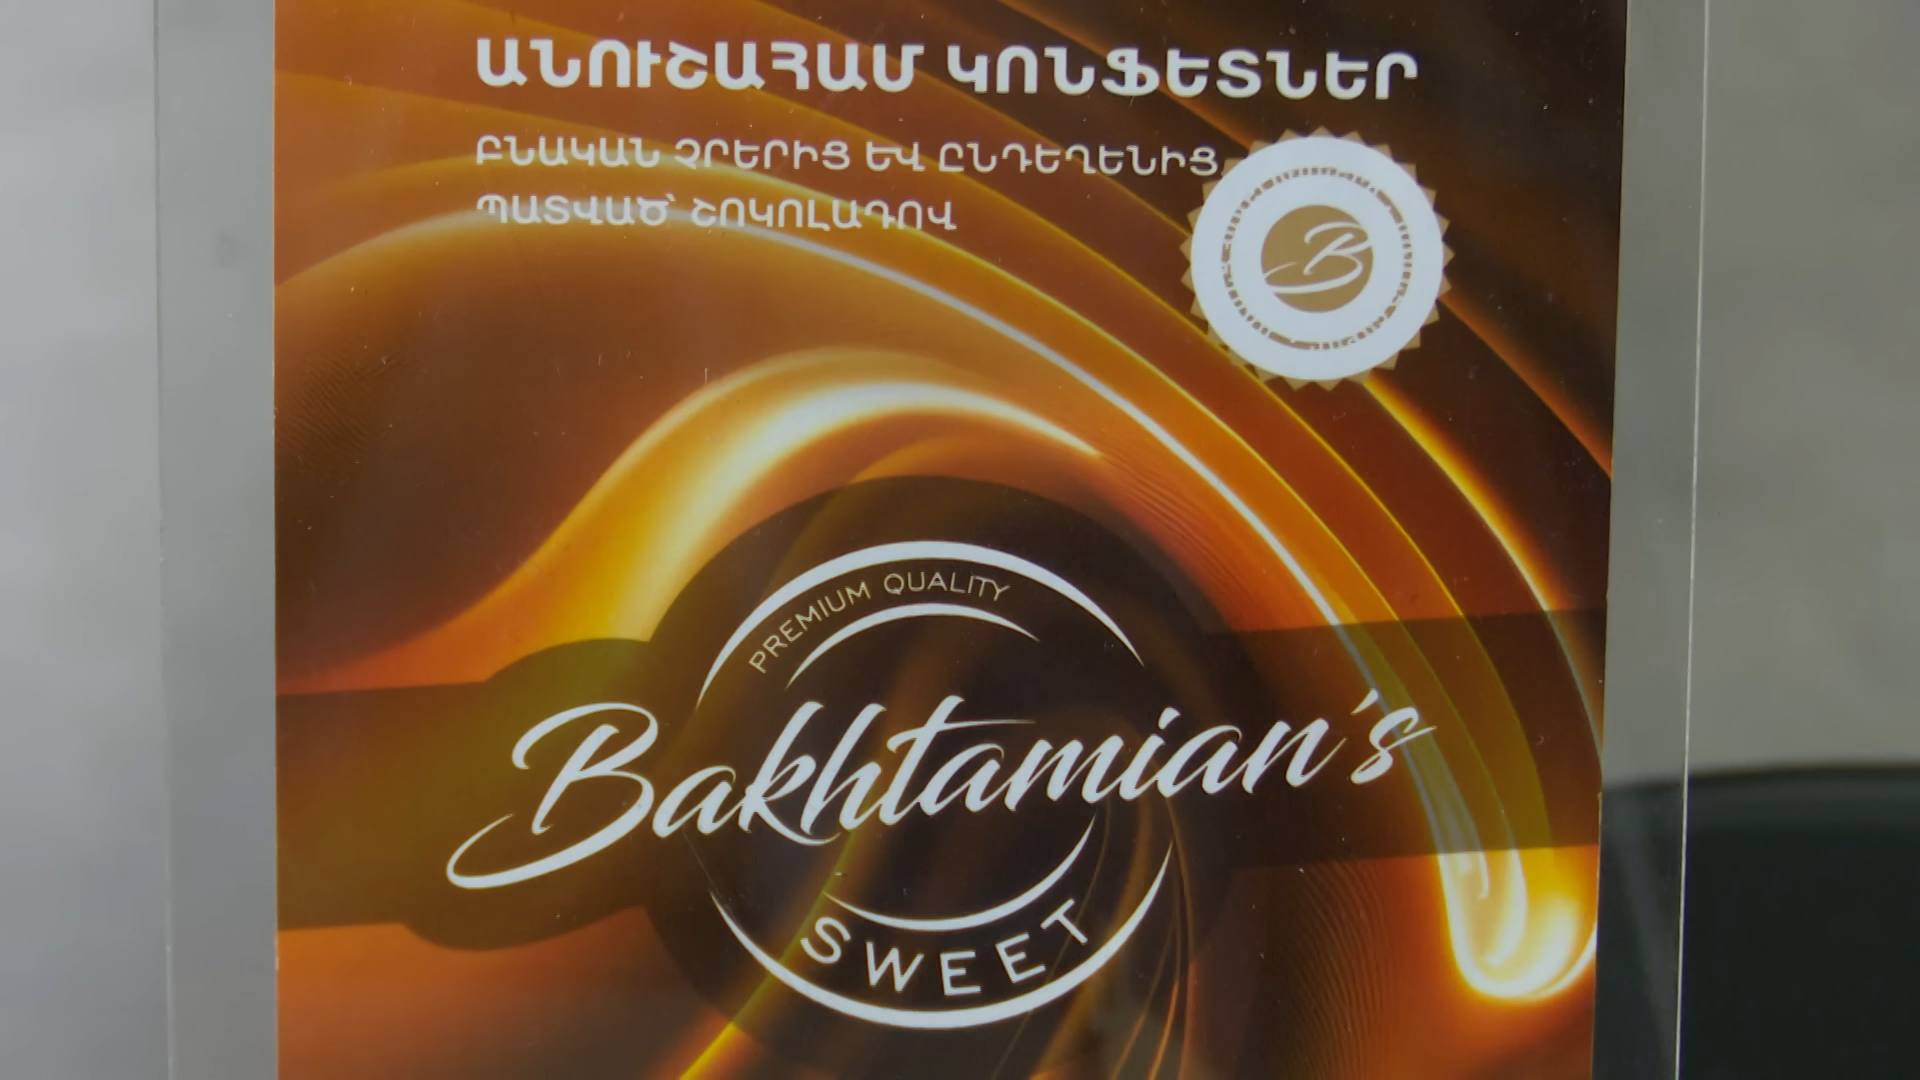 ԱՆՈՒՇԱՀԱՄ ԿՈՆՖԵՏՆԵՐ
ԲՆԱԿԱՆ ՉՐԵՐԻՑ ԵՎ ԸՆԴԵՂԵՆԻՑ
ՊԱՏՎԱԾ՝ ՇՈԿՈԼԱԴՈՎ
B
PREMIUM QUALITY
Bakhtamian's
SWEET